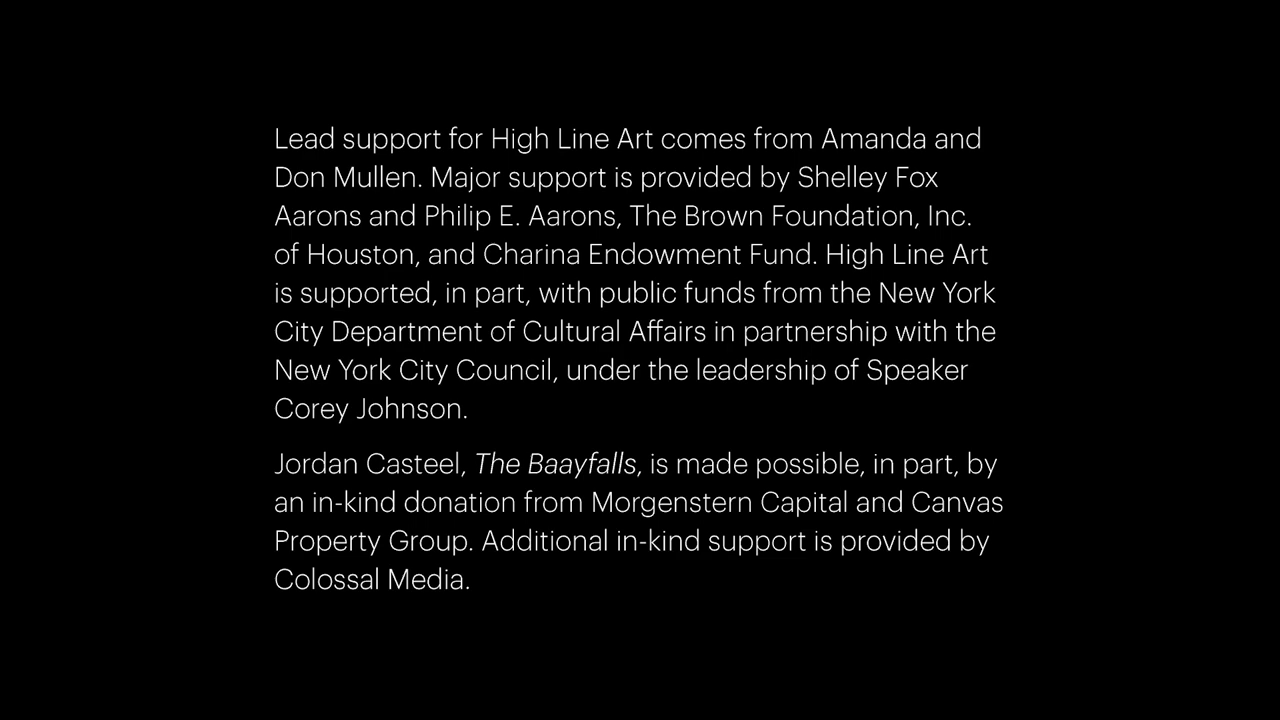 Lead support for High Line Art comes from Amanda and
Don Mullen. Major support is provided by Shelley Fox
Aarons and Philip E. Aarons, The Brown Foundation, Inc.
of Houston, and Charina Endowment Fund. High Line Art
is supported, in part, with public funds from the New York
City Department of Cultural Affairs in partnership with the
New York City Council, under the leadership of Speaker
Corey Johnson.
Jordan Casteel, The Baayfalls, is made possible, in part, by
an in-kind donation from Morgenstern Capital and Canvas
Property Group. Additional in-kind support is provided by
Colossal Media.